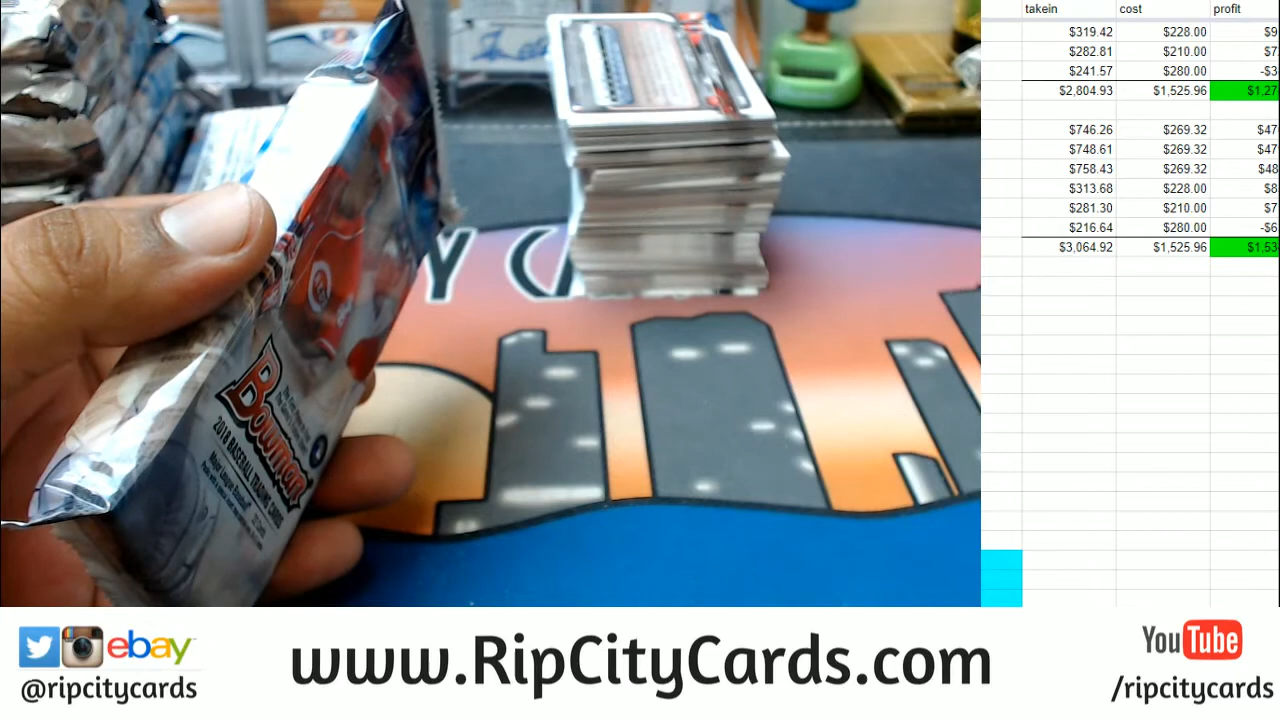 takein cost profit
$319.42 $228.00 $9
$282.81 $210.00 $7
$241.57 $280.00 -$3
$2,804.93 $1,525.96 $1,27
$746.26 $269.32 $47
$748.61 $269.32 $47
$758.43 $269.32 $48
$313.68 $228.00 $8
$281.30 $210.00 $7
$216.64 $280.00 -$6
$3,064.92 $1,525.96 $1,53
Y CA
Bowman
2018 BASEBALL TRADING CARDS
Major League Baseball
ebay
@ripcitycards
www.RipCityCards.com
YouTube
/ripcitycards